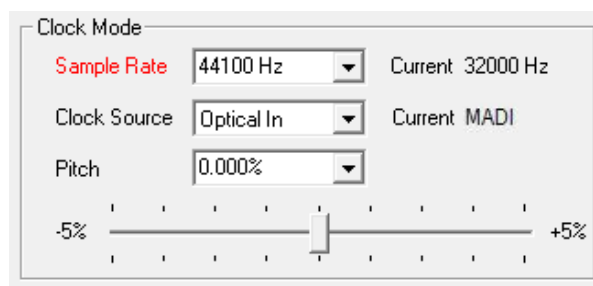 Clock Mode
Sample Rate 44100 Hz Current 32000 Hz
Clock Source Optical In Current MADI
Pitch 0.000%
-5% +5%